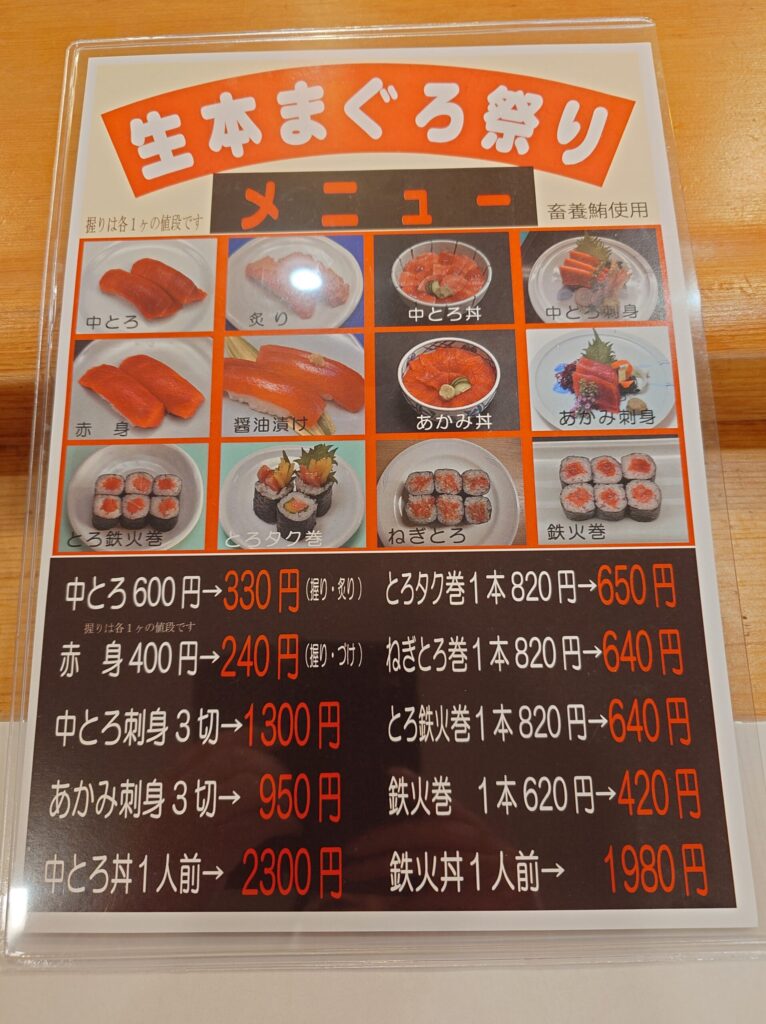 生本まぐろ祭り
メニュー
握りは各1ヶの値段です
畜養鮪使用
中とろ
炙り
中とろ丼
中とろ刺身
赤 身
醤油漬け
あかみ丼
あかみ刺身
とろ鉄火巻
とろタク巻
ねぎとろ
鉄火巻
中とろ600円→330円(握り・炙り)
握りは各1ヶの値段です
赤 身400円→240円(握り・づけ)
中とろ刺身3切→1300円
あかみ刺身3切→ 950円
中とろ丼1人前→ 2300円
とろタク巻1本820円→650円
ねぎとろ巻1本820円→640円
とろ鉄火巻1本820円→640円
鉄火巻 1本620円→420円
鉄火丼1人前→ 1980円